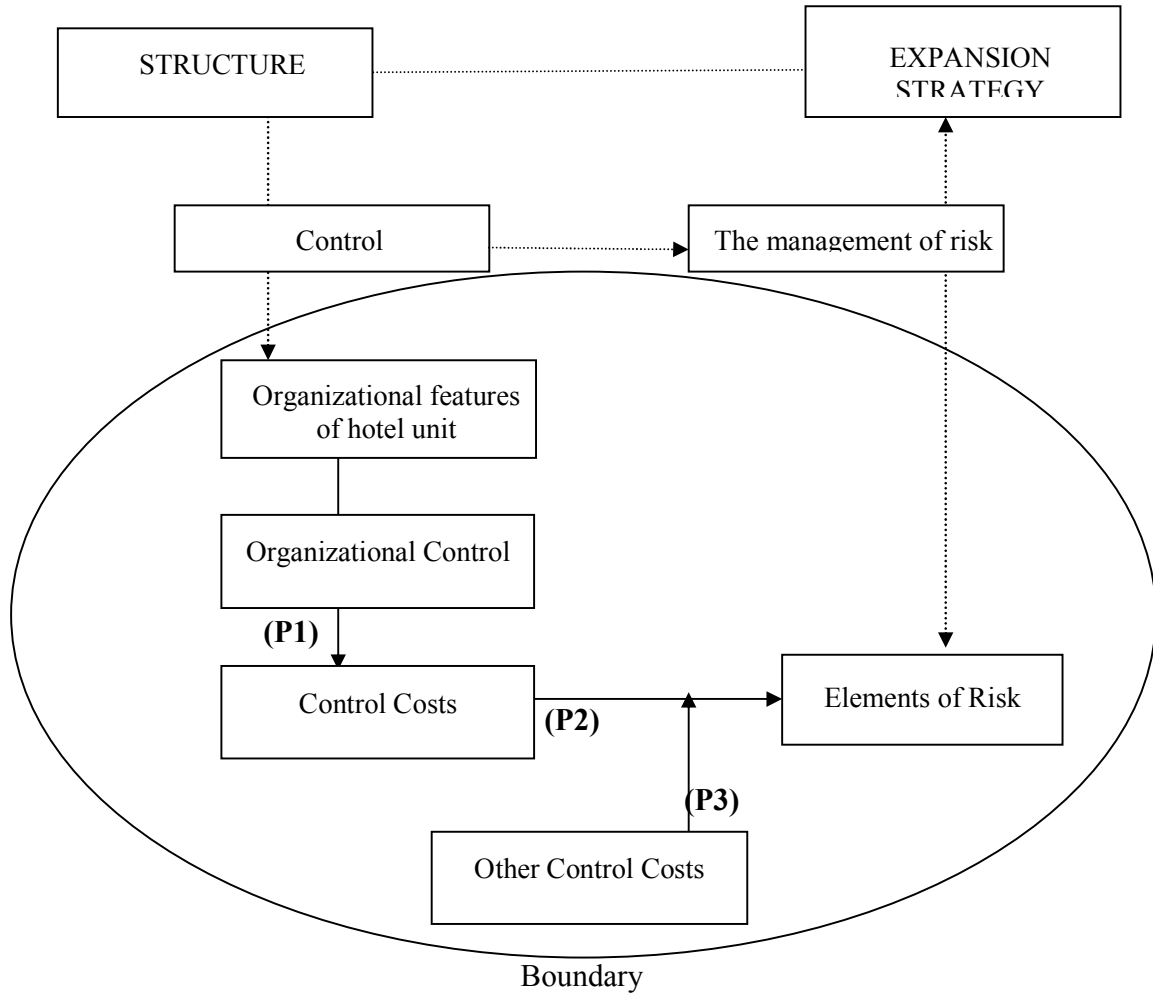 STRUCTURE
EXPANSION
STRATEGY
Control
The management of risk
Organizational features
of hotel unit
Organizational Control
(P1)
Control Costs
(P2)
Elements of Risk
(P3)
Other Control Costs
Boundary